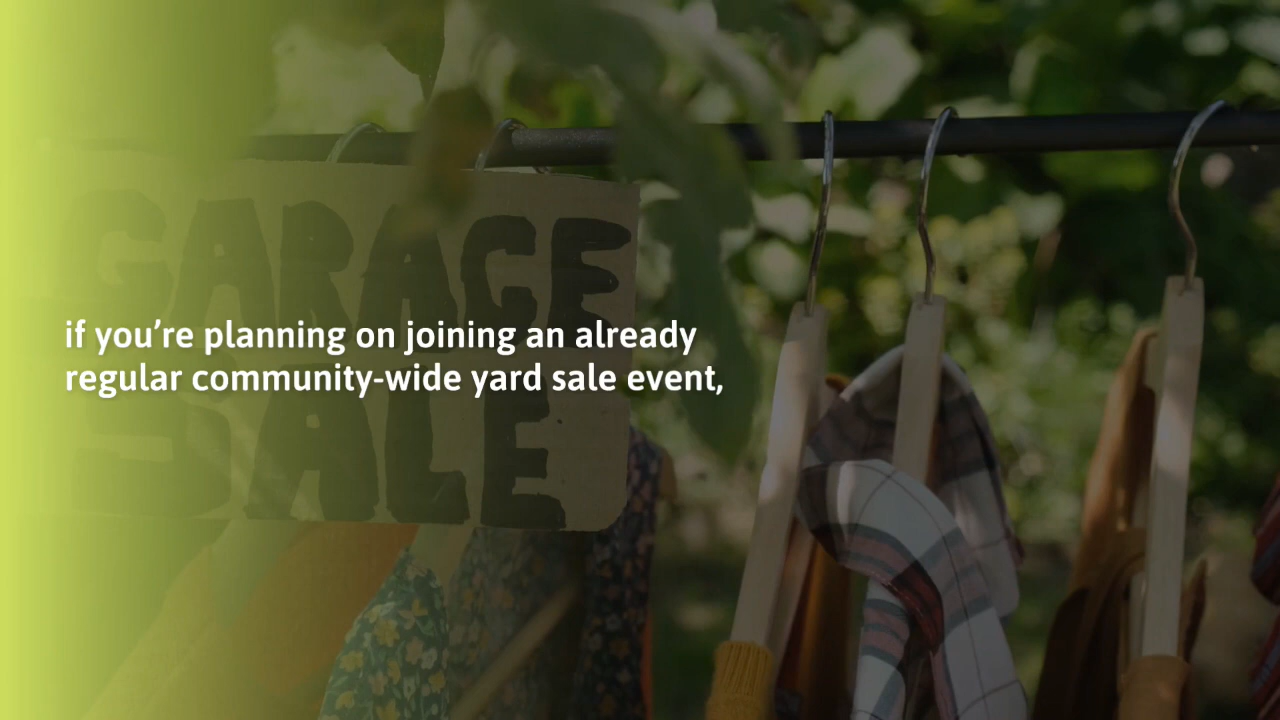 GARAGE
if you're planning on joining an already
regular community-wide yard sale event,
SALE